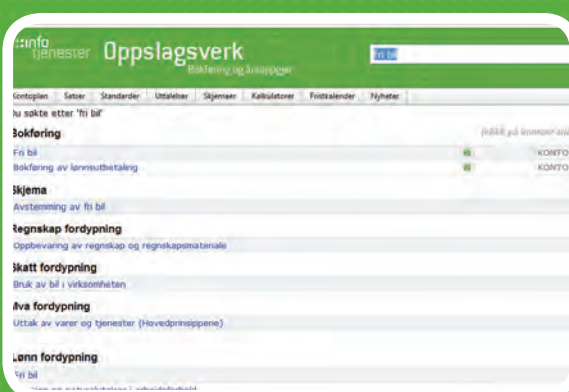 :::info
tjenester Oppslagsverk
Bokføring og årsoppgjør
fri bil
Kontoplan Satser Standarder Uttalelser Skjemaer Kalkulatorer Fristkalender Nyheter
Du søkte etter 'fri bil'
Bokføring
Fri bil KONTO
Bokføring av lønnsutbetaling KONTO
Skjema
Avstemming av fri bil
Regnskap fordypning
Oppbevaring av regnskap og regnskapsmateriale
Skatt fordypning
Bruk av bil i virksomheten
Mva fordypning
Uttak av varer og tjenester (Hovedprinsippene)
Lønn fordypning
Fri bil